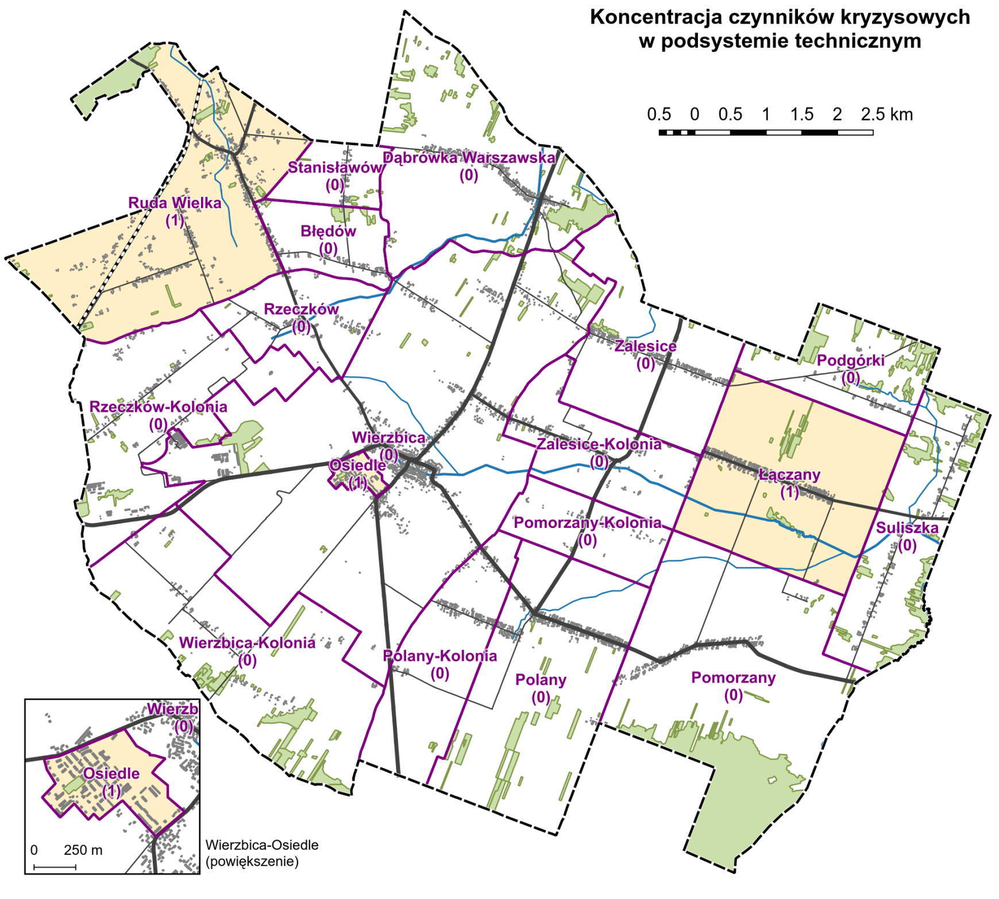 Koncentracja czynników kryzysowych
w podsystemie technicznym
0.5 0 0.5 1 1.5 2 2.5 km
Dąbrówka Warszawska
(0)
Stanisławów
(0)
Ruda Wielka
(1)
Błędów
(0)
Rzeczków
(0)
Zalesice
(0)
Podgórki
(0)
Rzeczków-Kolonia
(0)
Wierzbica
(0)
Zalesice-Kolonia
(0)
Osiedle
(1)
Łączany
(1)
Pomorzany-Kolonia
(0)
Suliszka
(0)
Wierzbica-Kolonia
(0)
Polany-Kolonia
(0)
Polany
(0)
Pomorzany
(0)
Wierzb
(0)
Osiedle
(1)
0 250 m
Wierzbica-Osiedle
(powiększenie)